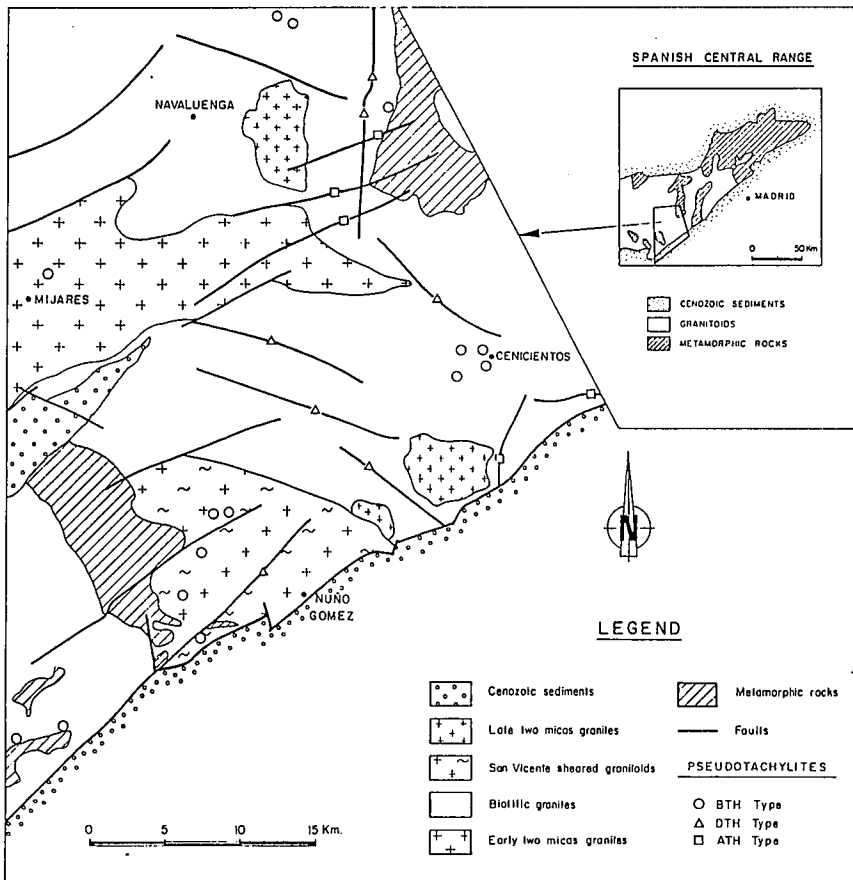 SPANISH CENTRAL RANGE
NAVALUENGA
MADRID
0 50 Km
CENOZOIC SEDIMENTS
GRANITOIDS
METAMORPHIC ROCKS
MIJARES
CENICIENTOS
N
NUÑO
GOMEZ
LEGEND
Cenozoic sediments
Metamorphic rocks
Late two micas granites
Faults
San Vicente sheared granitoids
PSEUDOTACHYLITES
Biotitic granites
BTH Type
DTH Type
ATH Type
Early two micas granites
0 5 10 15 Km.